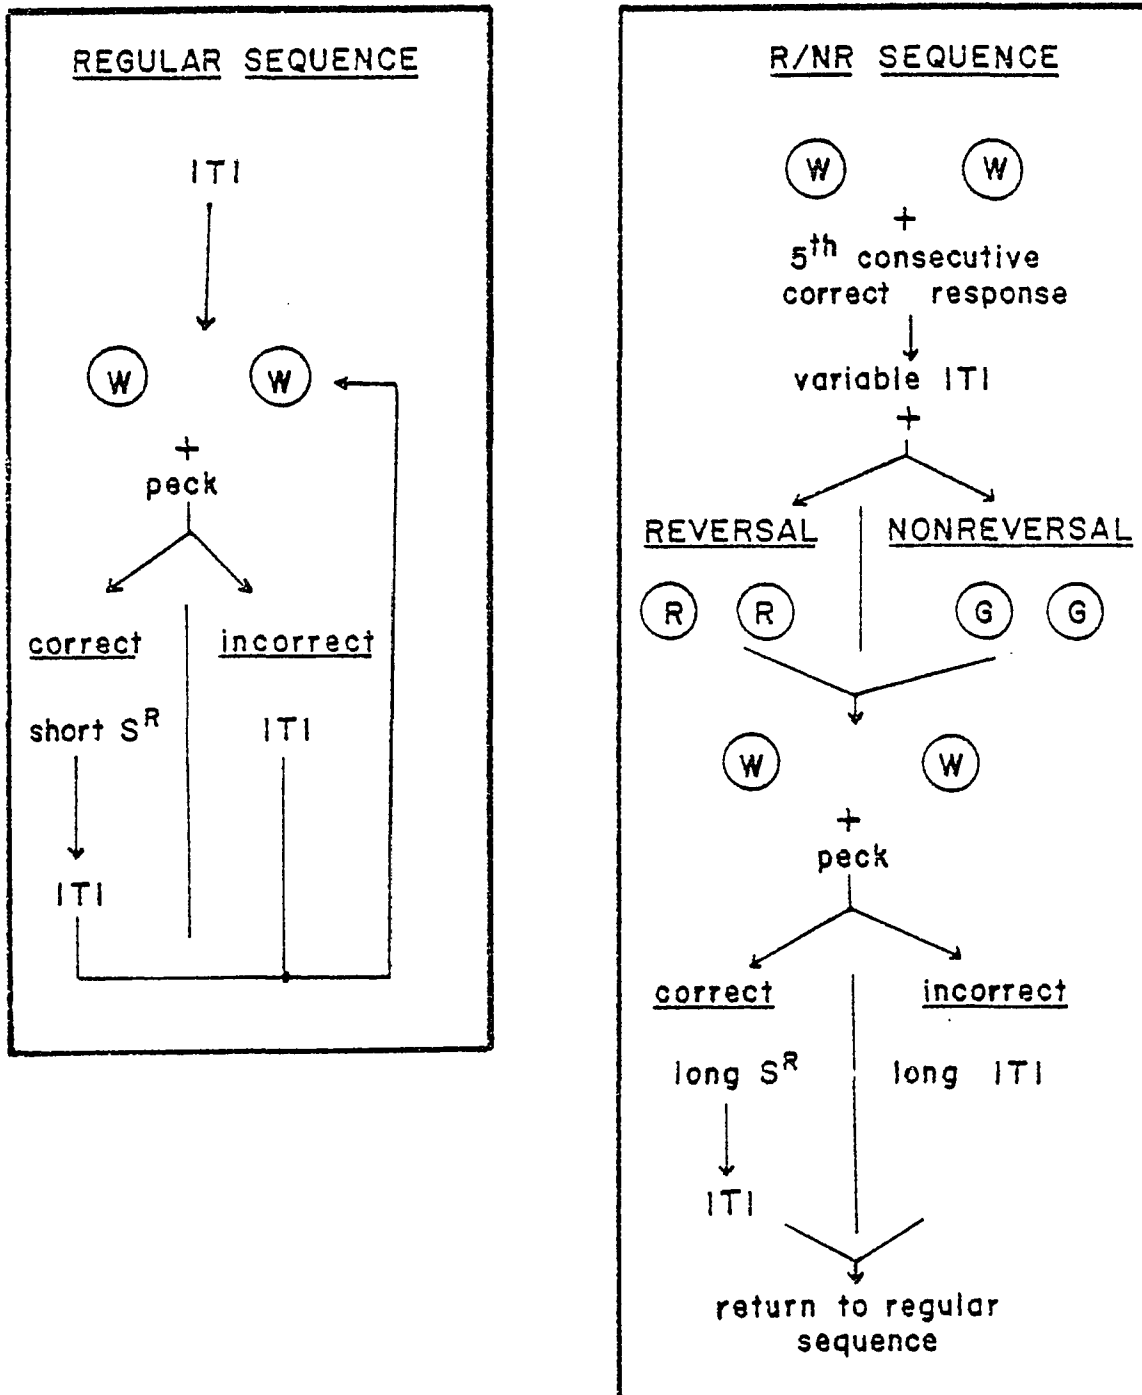 REGULAR SEQUENCE
ITI
W W
+
peck
correct incorrect
short S^R ITI
ITI
R/NR SEQUENCE
W W
+
5th consecutive
correct response
variable ITI
+
REVERSAL NONREVERSAL
R R G G
W W
+
peck
correct incorrect
long S^R long ITI
ITI
return to regular
sequence